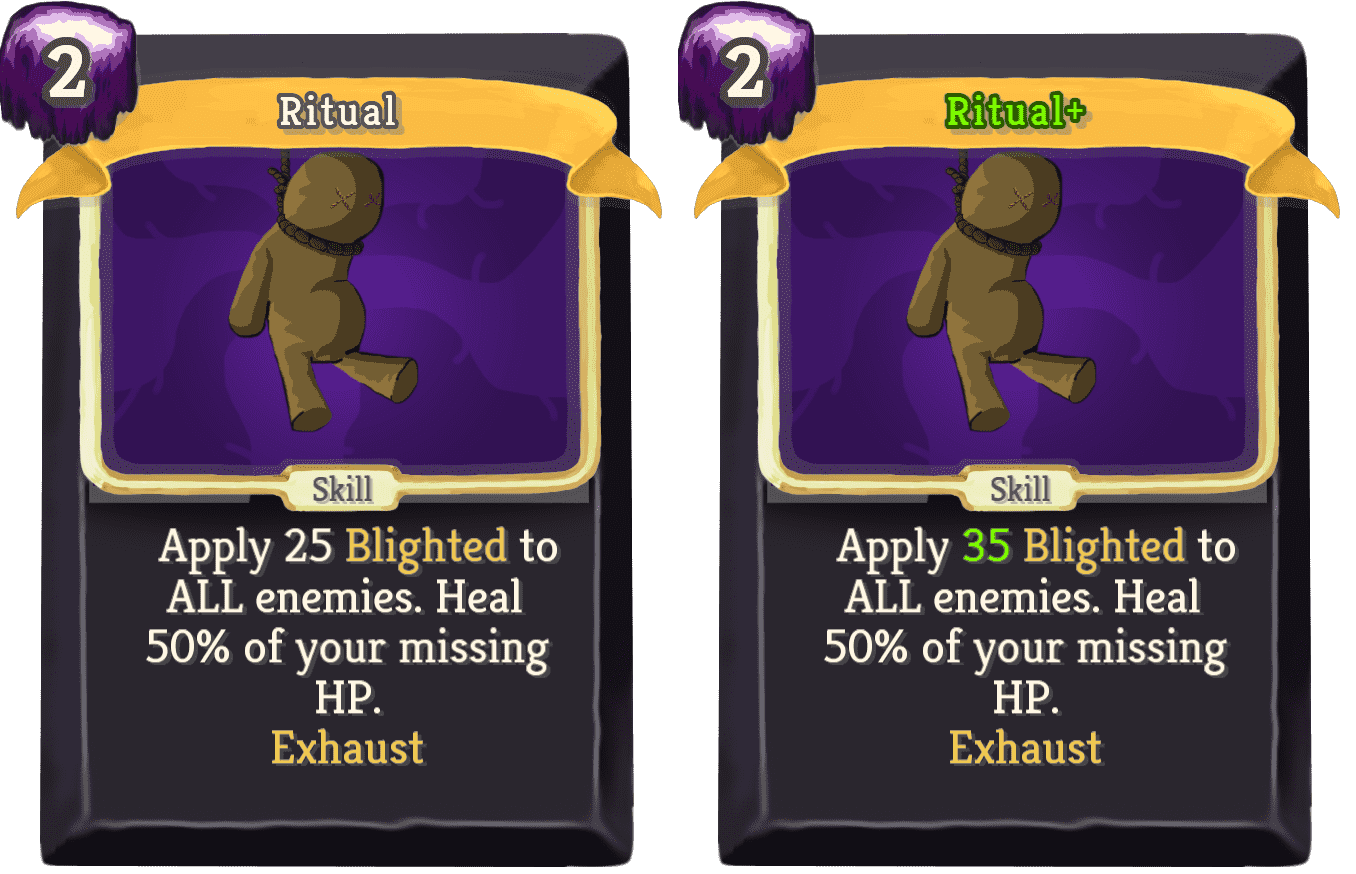 2
Ritual
Skill
Apply 25 Blighted to
ALL enemies. Heal
50% of your missing
HP.
Exhaust
2
Ritual+
Skill
Apply 35 Blighted to
ALL enemies. Heal
50% of your missing
HP.
Exhaust